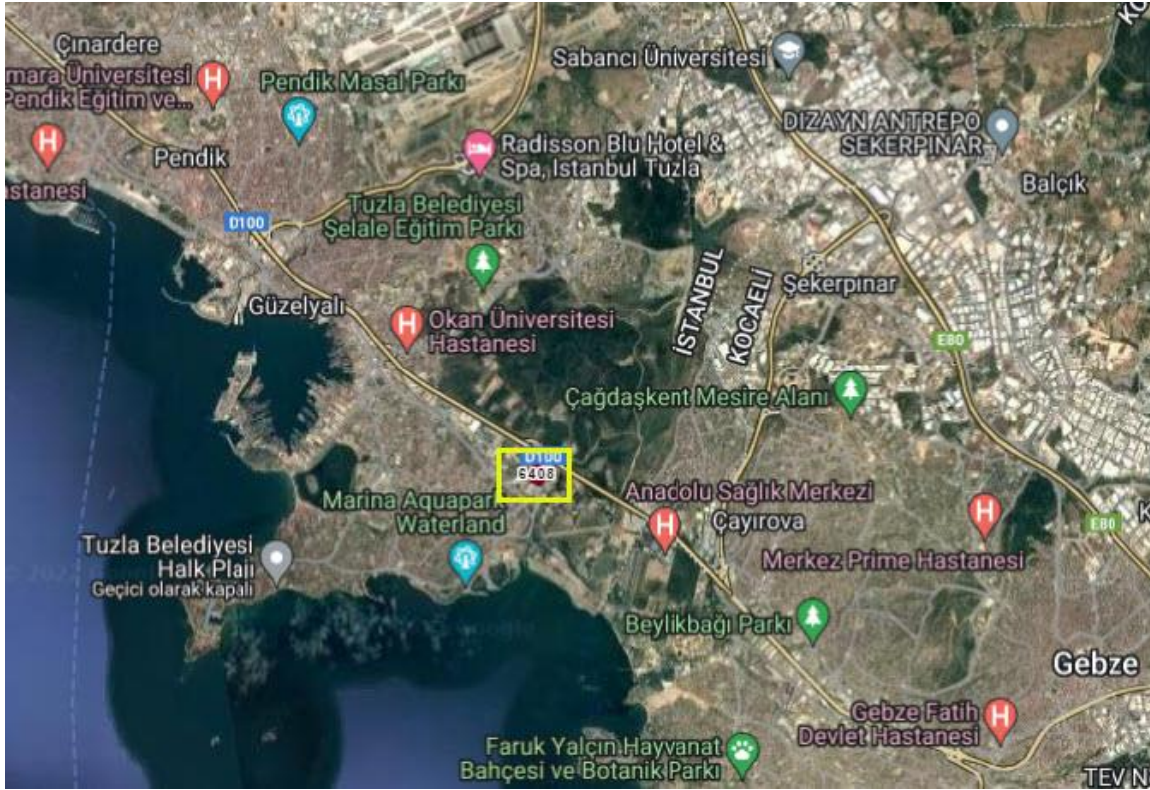 Çınardere
mara Üniversitesi
Pendik Eğitim ve...
Pendik Masal Parkı
Sabancı Üniversitesi
DIZAYN ANTREPO
SEKERPINAR
Balçık
Pendik
astanesi
Radisson Blu Hotel &
Spa, Istanbul Tuzla
Tuzla Belediyesi
Şelale Eğitim Parkı
D100
Güzelyalı
Okan Üniversitesi
Hastanesi
İSTANBUL
KOCAELİ
Şekerpınar
E80
Çağdaşkent Mesire Alanı
D100
6408
Marina Aquapark
Waterland
Anadolu Sağlık Merkezi
Çayırova
Merkez Prime Hastanesi
E80
Tuzla Belediyesi
Halk Plajı
Geçici olarak kapalı
Beylikbağı Parkı
Gebze
Gebze Fatih
Devlet Hastanesi
Faruk Yalçın Hayvanat
Bahçesi ve Botanik Parkı
TEV N